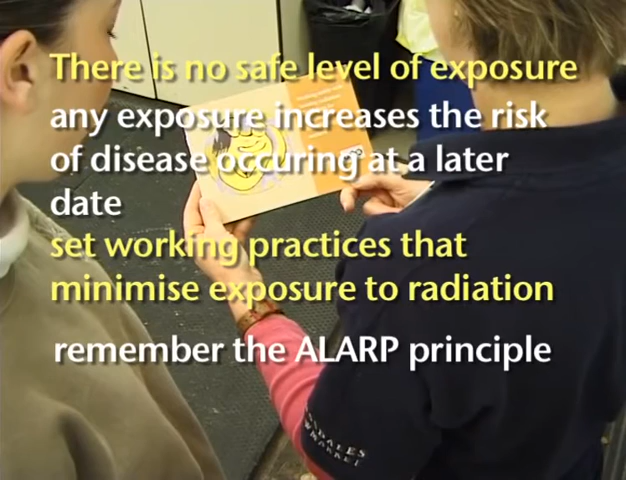 There is no safe level of exposure
any exposure increases the risk
of disease occuring at a later
date
set working practices that
minimise exposure to radiation
remember the ALARP principle